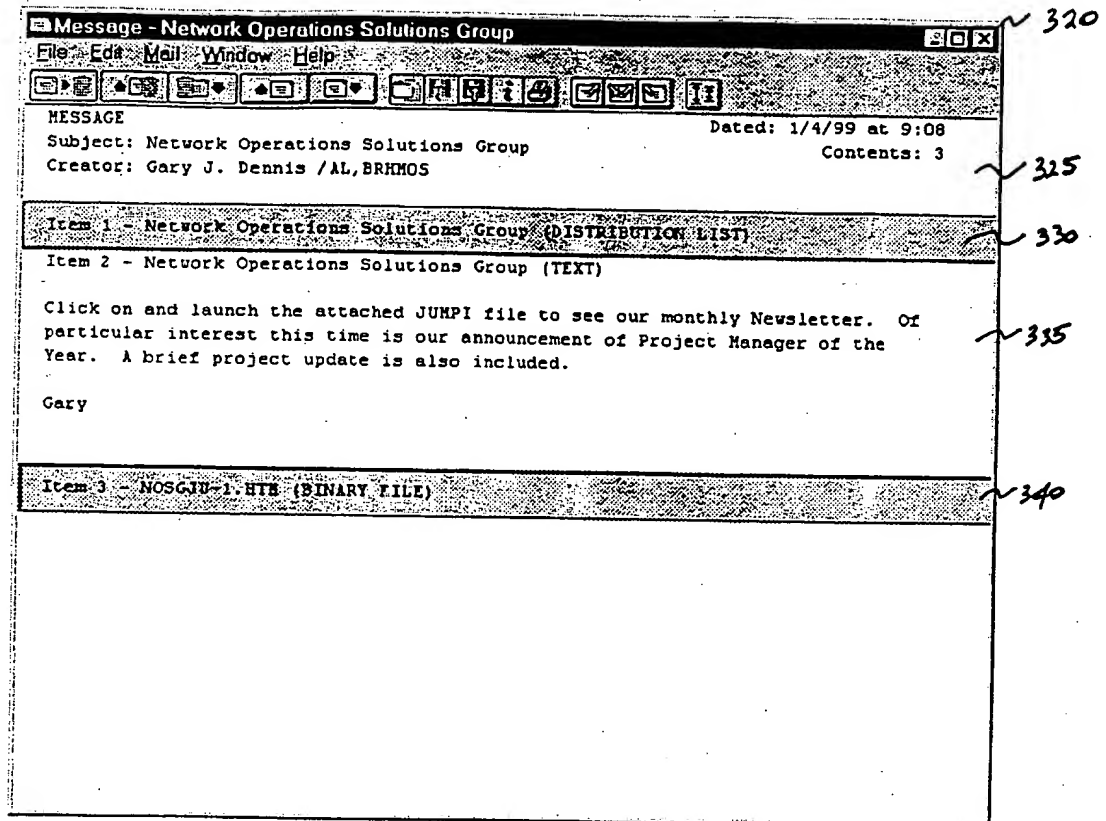 Message - Network Operations Solutions Group
320
File Edit Mail Window Help
MESSAGE
Dated: 1/4/99 at 9:08
Subject: Network Operations Solutions Group
Contents: 3
Creator: Gary J. Dennis /AL,BRHMOS
325
Item 1 - Network Operations Solutions Group (DISTRIBUTION LIST)
330
Item 2 - Network Operations Solutions Group (TEXT)
Click on and launch the attached JUMPI file to see our monthly Newsletter. Of
particular interest this time is our announcement of Project Manager of the
335
Year. A brief project update is also included.
Gary
Item 3 - NOSGJU~1.HTM (BINARY FILE)
340